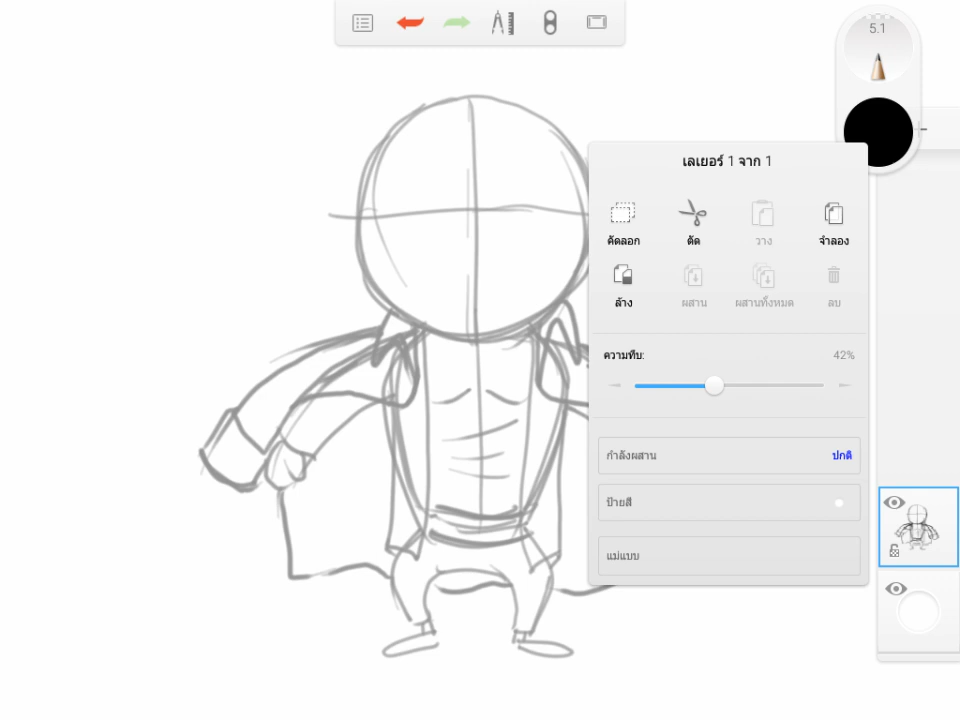 5.1
เลเยอร์ 1 จาก 1
คัดลอก ตัด วาง จำลอง
ล้าง ผสาน ผสานทั้งหมด ลบ
ความทึบ: 42%
กำลังผสาน ปกติ
ป้ายสี
แม่แบบ